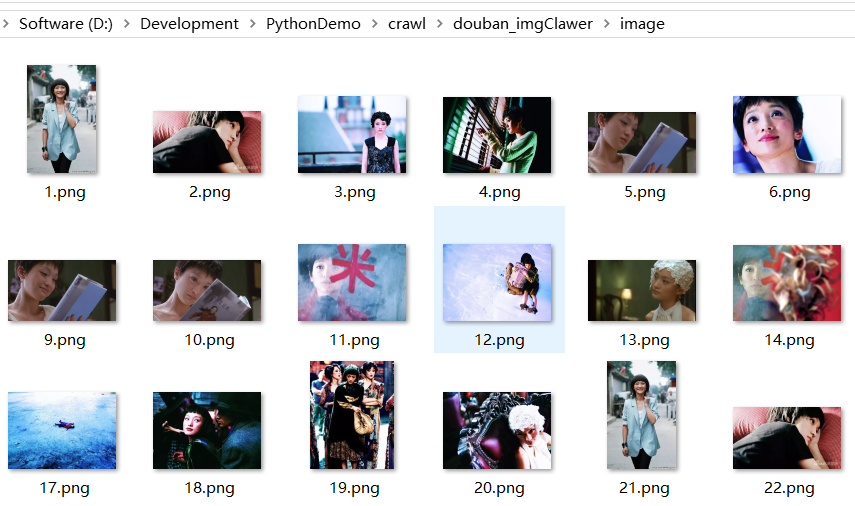 Software (D:) > Development > PythonDemo > crawl > douban_imgClawer > image
1.png 2.png 3.png 4.png 5.png 6.png
米
9.png 10.png 11.png 12.png 13.png 14.png
17.png 18.png 19.png 20.png 21.png 22.png